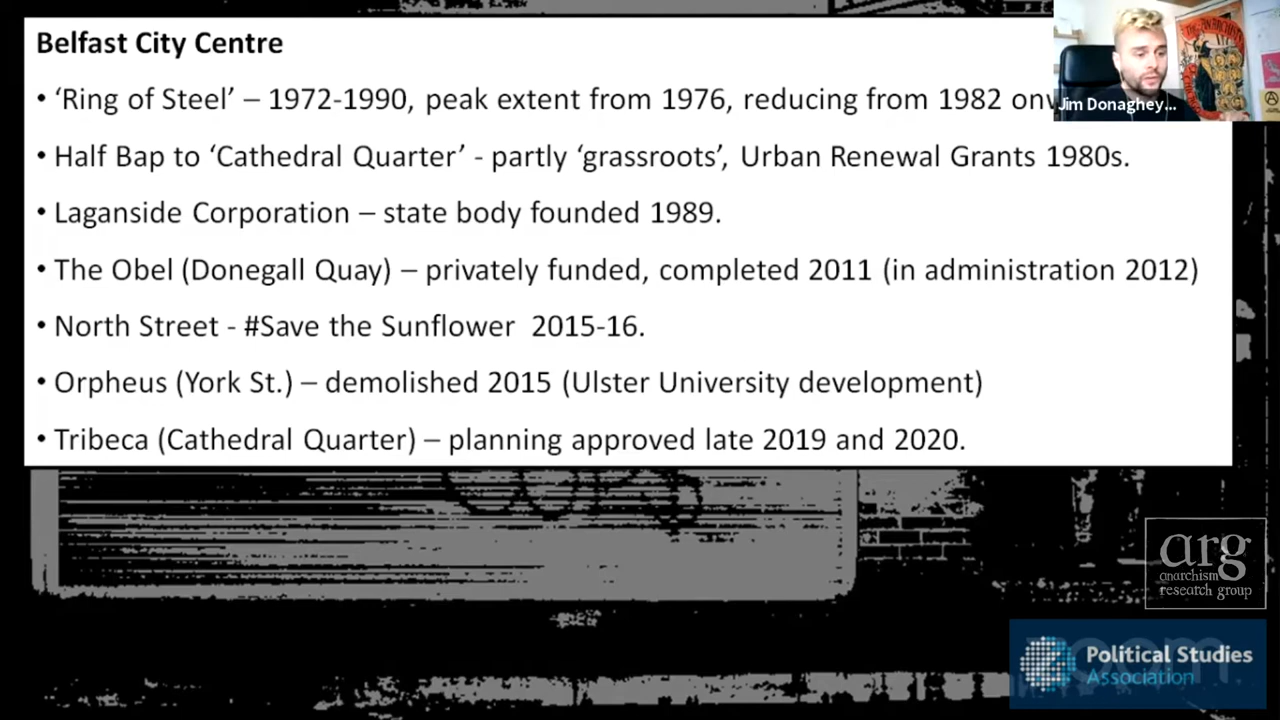 Belfast City Centre
• ‘Ring of Steel’ – 1972-1990, peak extent from 1976, reducing from 1982
Jim Donaghey...
• Half Bap to ‘Cathedral Quarter’ - partly ‘grassroots’, Urban Renewal Grants 1980s.
• Laganside Corporation – state body founded 1989.
• The Obel (Donegall Quay) – privately funded, completed 2011 (in administration 2012)
• North Street - #Save the Sunflower 2015-16.
• Orpheus (York St.) – demolished 2015 (Ulster University development)
• Tribeca (Cathedral Quarter) – planning approved late 2019 and 2020.
arg
anarchism
research group
zoom
Political Studies
Association